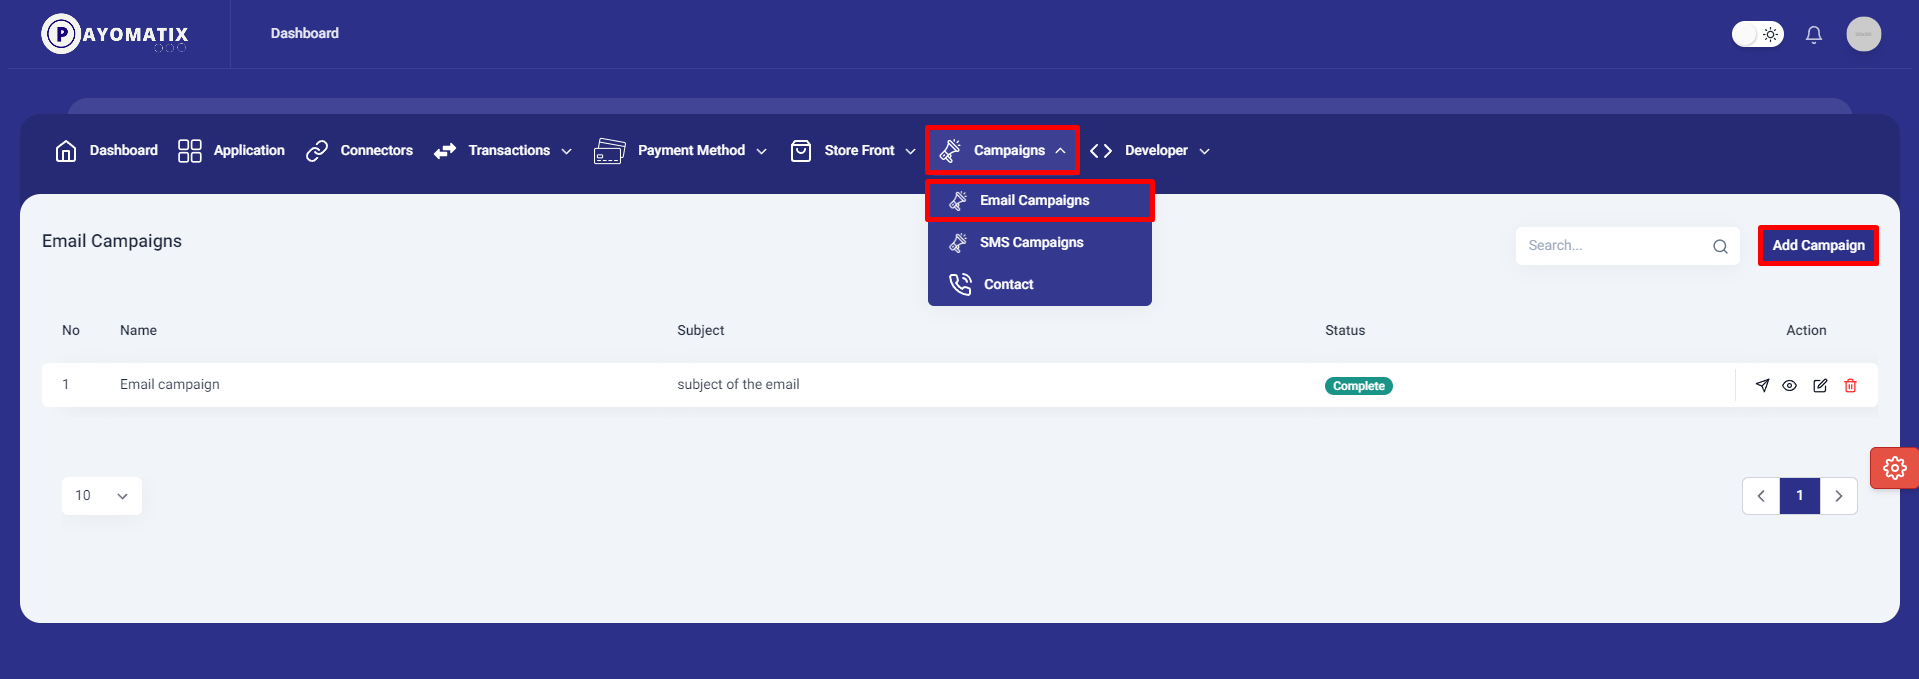 PAYOMATIX
Dashboard
Dashboard Application Connectors Transactions Payment Method Store Front Campaigns Developer
Email Campaigns
SMS Campaigns
Contact
Email Campaigns
Search...
Add Campaign
No Name Subject Status Action
1 Email campaign subject of the email Complete
10
1